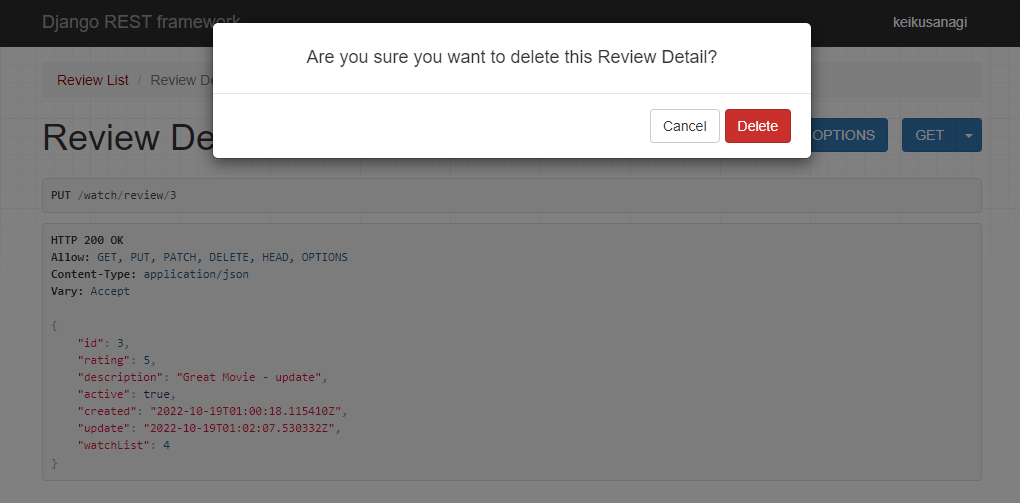 Django REST framework
keikusanagi
Are you sure you want to delete this Review Detail?
Cancel Delete
Review List / Review De
Review De
OPTIONS GET
PUT /watch/review/3
HTTP 200 OK
Allow: GET, PUT, PATCH, DELETE, HEAD, OPTIONS
Content-Type: application/json
Vary: Accept
{
"id": 3,
"rating": 5,
"description": "Great Movie - update",
"active": true,
"created": "2022-10-19T01:00:18.115410Z",
"update": "2022-10-19T01:02:07.530332Z",
"watchList": 4
}